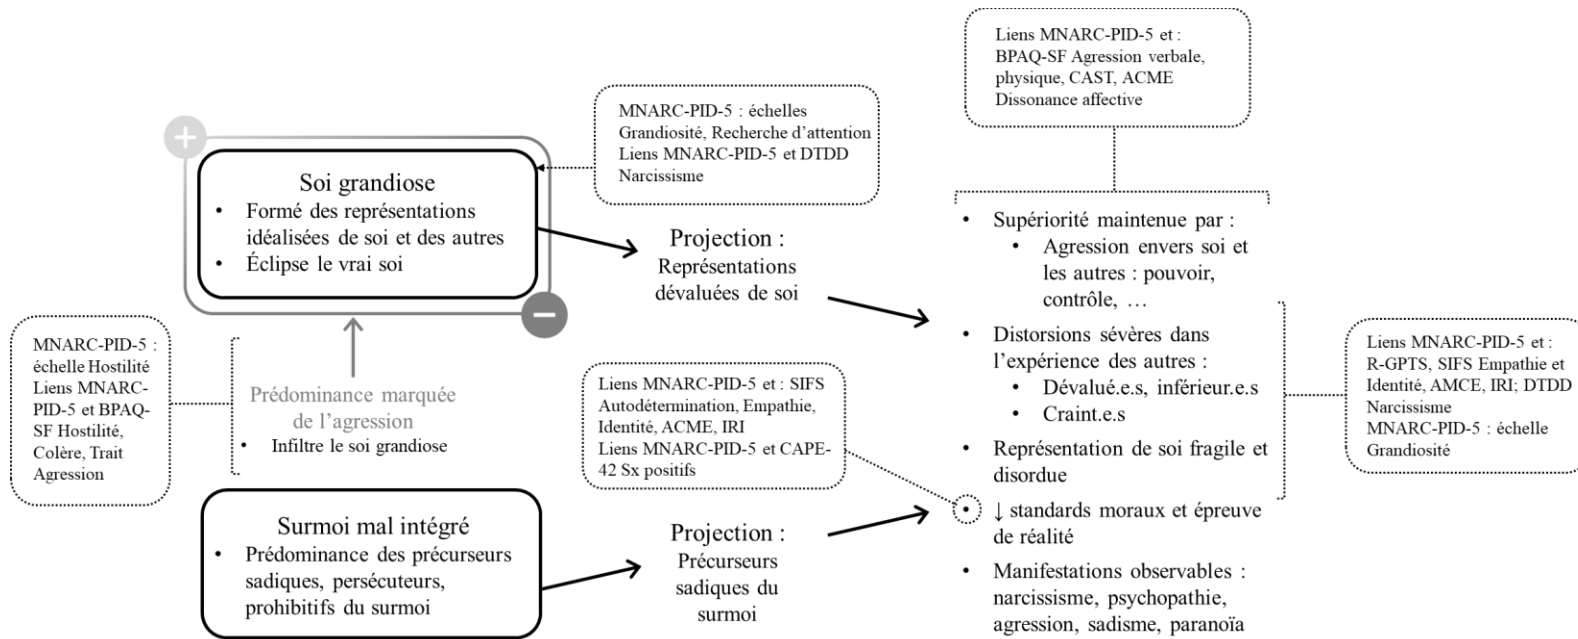 Liens MNARC-PID-5 et :
BPAQ-SF Agression verbale,
physique, CAST, ACME
Dissonance affective
MNARC-PID-5 : échelles
Grandiosité, Recherche d’attention
Liens MNARC-PID-5 et DTDD
Narcissisme
+
Soi grandiose
• Formé des représentations
idéalisées de soi et des autres
• Éclipse le vrai soi
−
Projection :
Représentations
dévaluées de soi
MNARC-PID-5 :
échelle Hostilité
Liens MNARC-
PID-5 et BPAQ-
SF Hostilité,
Colère, Trait
Agression
Prédominance marquée
de l’agression
• Infiltre le soi grandiose
Surmoi mal intégré
• Prédominance des précurseurs
sadiques, persécuteurs,
prohibitifs du surmoi
Liens MNARC-PID-5 et : SIFS
Autodétermination, Empathie,
Identité, ACME, IRI
Liens MNARC-PID-5 et CAPE-
42 Sx positifs
Projection :
Précurseurs
sadiques du
surmoi
• Supériorité maintenue par :
• Agression envers soi et
les autres : pouvoir,
contrôle, …
• Distorsions sévères dans
l’expérience des autres :
• Dévalué.e.s, inférieur.e.s
• Craint.e.s
• Représentation de soi fragile et
disordue
• ↓ standards moraux et épreuve
de réalité
• Manifestations observables :
narcissisme, psychopathie,
agression, sadisme, paranoïa
Liens MNARC-PID-5 et :
R-GPTS, SIFS Empathie et
Identité, AMCE, IRI; DTDD
Narcissisme
MNARC-PID-5 : échelle
Grandiosité